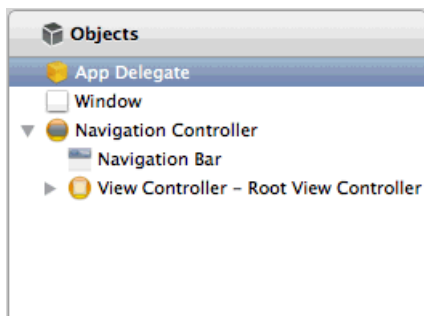 Objects
App Delegate
Window
Navigation Controller
Navigation Bar
View Controller – Root View Controller